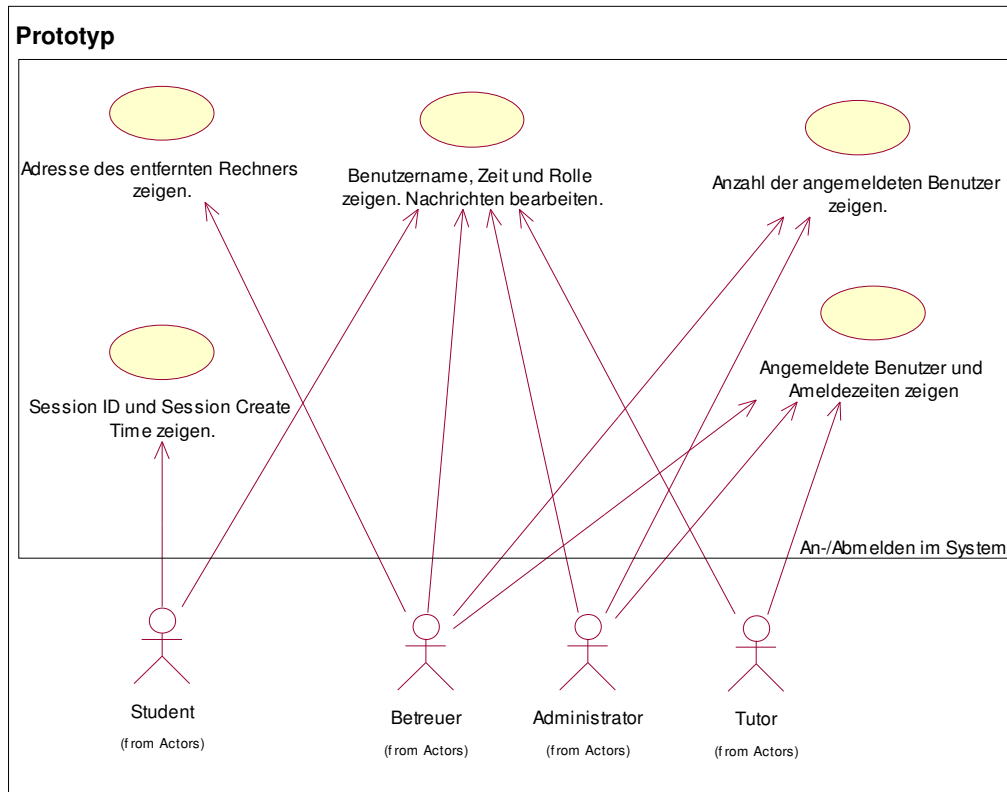 Prototyp
Adresse des entfernten Rechners
zeigen.
Benutzername, Zeit und Rolle
zeigen. Nachrichten bearbeiten.
Anzahl der angemeldeten Benutzer
zeigen.
Session ID und Session Create
Time zeigen.
Angemeldete Benutzer und
Ameldezeiten zeigen
An-/Abmelden im System
Student
(from Actors)
Betreuer
(from Actors)
Administrator
(from Actors)
Tutor
(from Actors)